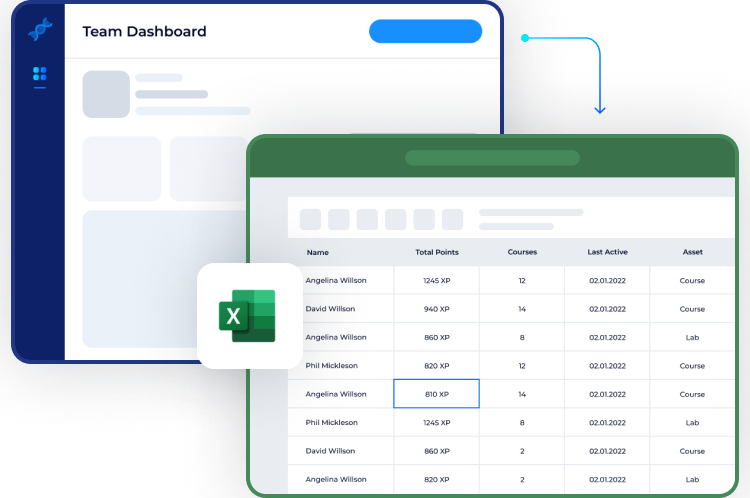 Team Dashboard
Name Total Points Courses Last Active Asset
Angelina Willson 1245 XP 12 02.01.2022 Course
David Willson 940 XP 14 02.01.2022 Course
Angelina Willson 860 XP 8 02.01.2022 Lab
Phil Mickleson 820 XP 12 02.01.2022 Course
Angelina Willson 810 XP 14 02.01.2022 Course
Phil Mickleson 1245 XP 8 02.01.2022 Lab
David Willson 860 XP 2 02.01.2022 Course
Angelina Willson 820 XP 2 02.01.2022 Lab
X